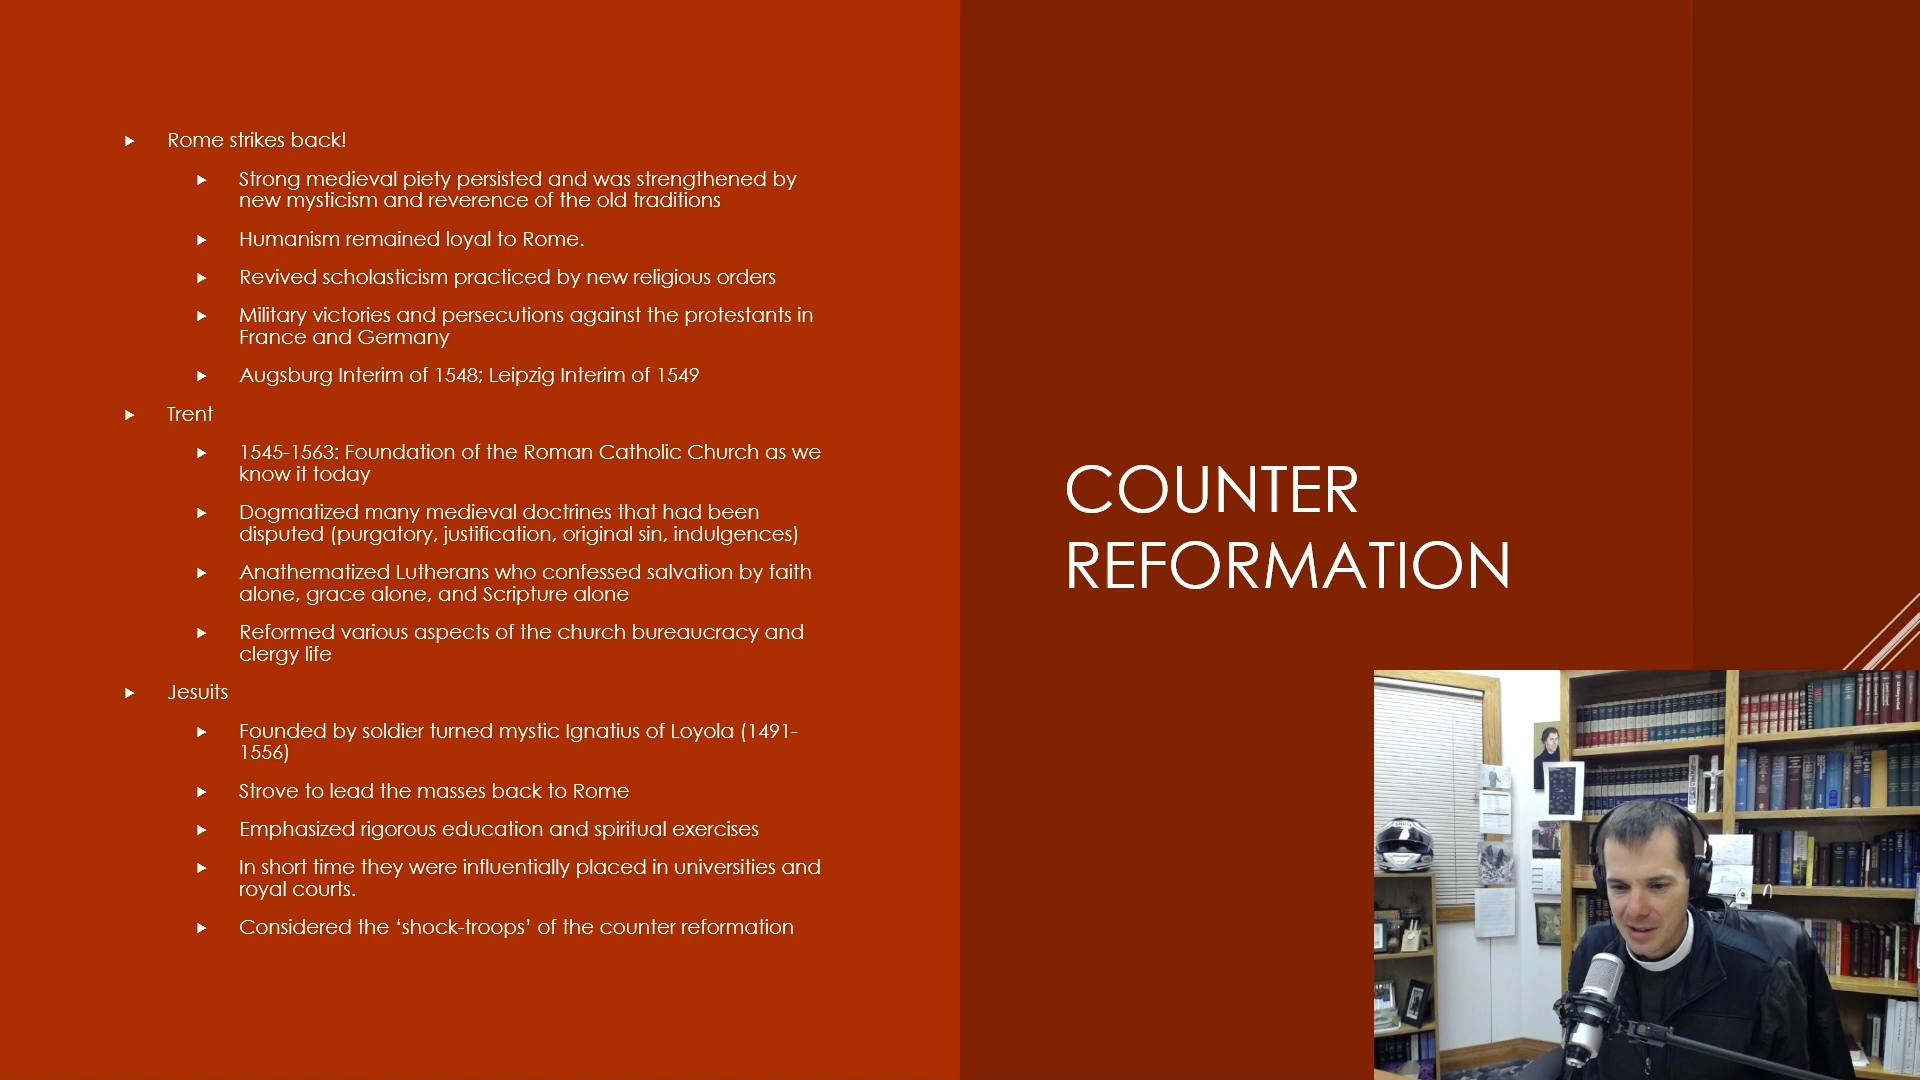 Rome strikes back!
Strong medieval piety persisted and was strengthened by
new mysticism and reverence of the old traditions
Humanism remained loyal to Rome.
Revived scholasticism practiced by new religious orders
Military victories and persecutions against the protestants in
France and Germany
Augsburg Interim of 1548; Leipzig Interim of 1549
Trent
1545-1563: Foundation of the Roman Catholic Church as we
know it today
Dogmatized many medieval doctrines that had been
disputed (purgatory, justification, original sin, indulgences)
Anathematized Lutherans who confessed salvation by faith
alone, grace alone, and Scripture alone
Reformed various aspects of the church bureaucracy and
clergy life
Jesuits
Founded by soldier turned mystic Ignatius of Loyola (1491-
1556)
Strove to lead the masses back to Rome
Emphasized rigorous education and spiritual exercises
In short time they were influentially placed in universities and
royal courts.
Considered the ‘shock-troops’ of the counter reformation
COUNTER
REFORMATION